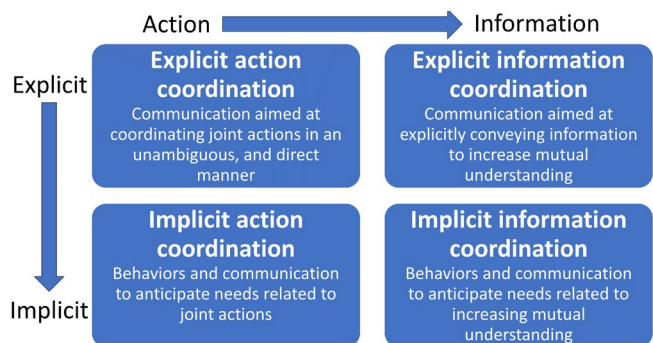 Action
Information
Explicit
Explicit action
coordination
Communication aimed at
coordinating joint actions in an
unambiguous, and direct
manner
Explicit information
coordination
Communication aimed at
explicitly conveying information
to increase mutual
understanding
Implicit
Implicit action
coordination
Behaviors and communication
to anticipate needs related to
joint actions
Implicit information
coordination
Behaviors and communication
to anticipate needs related to
increasing mutual
understanding